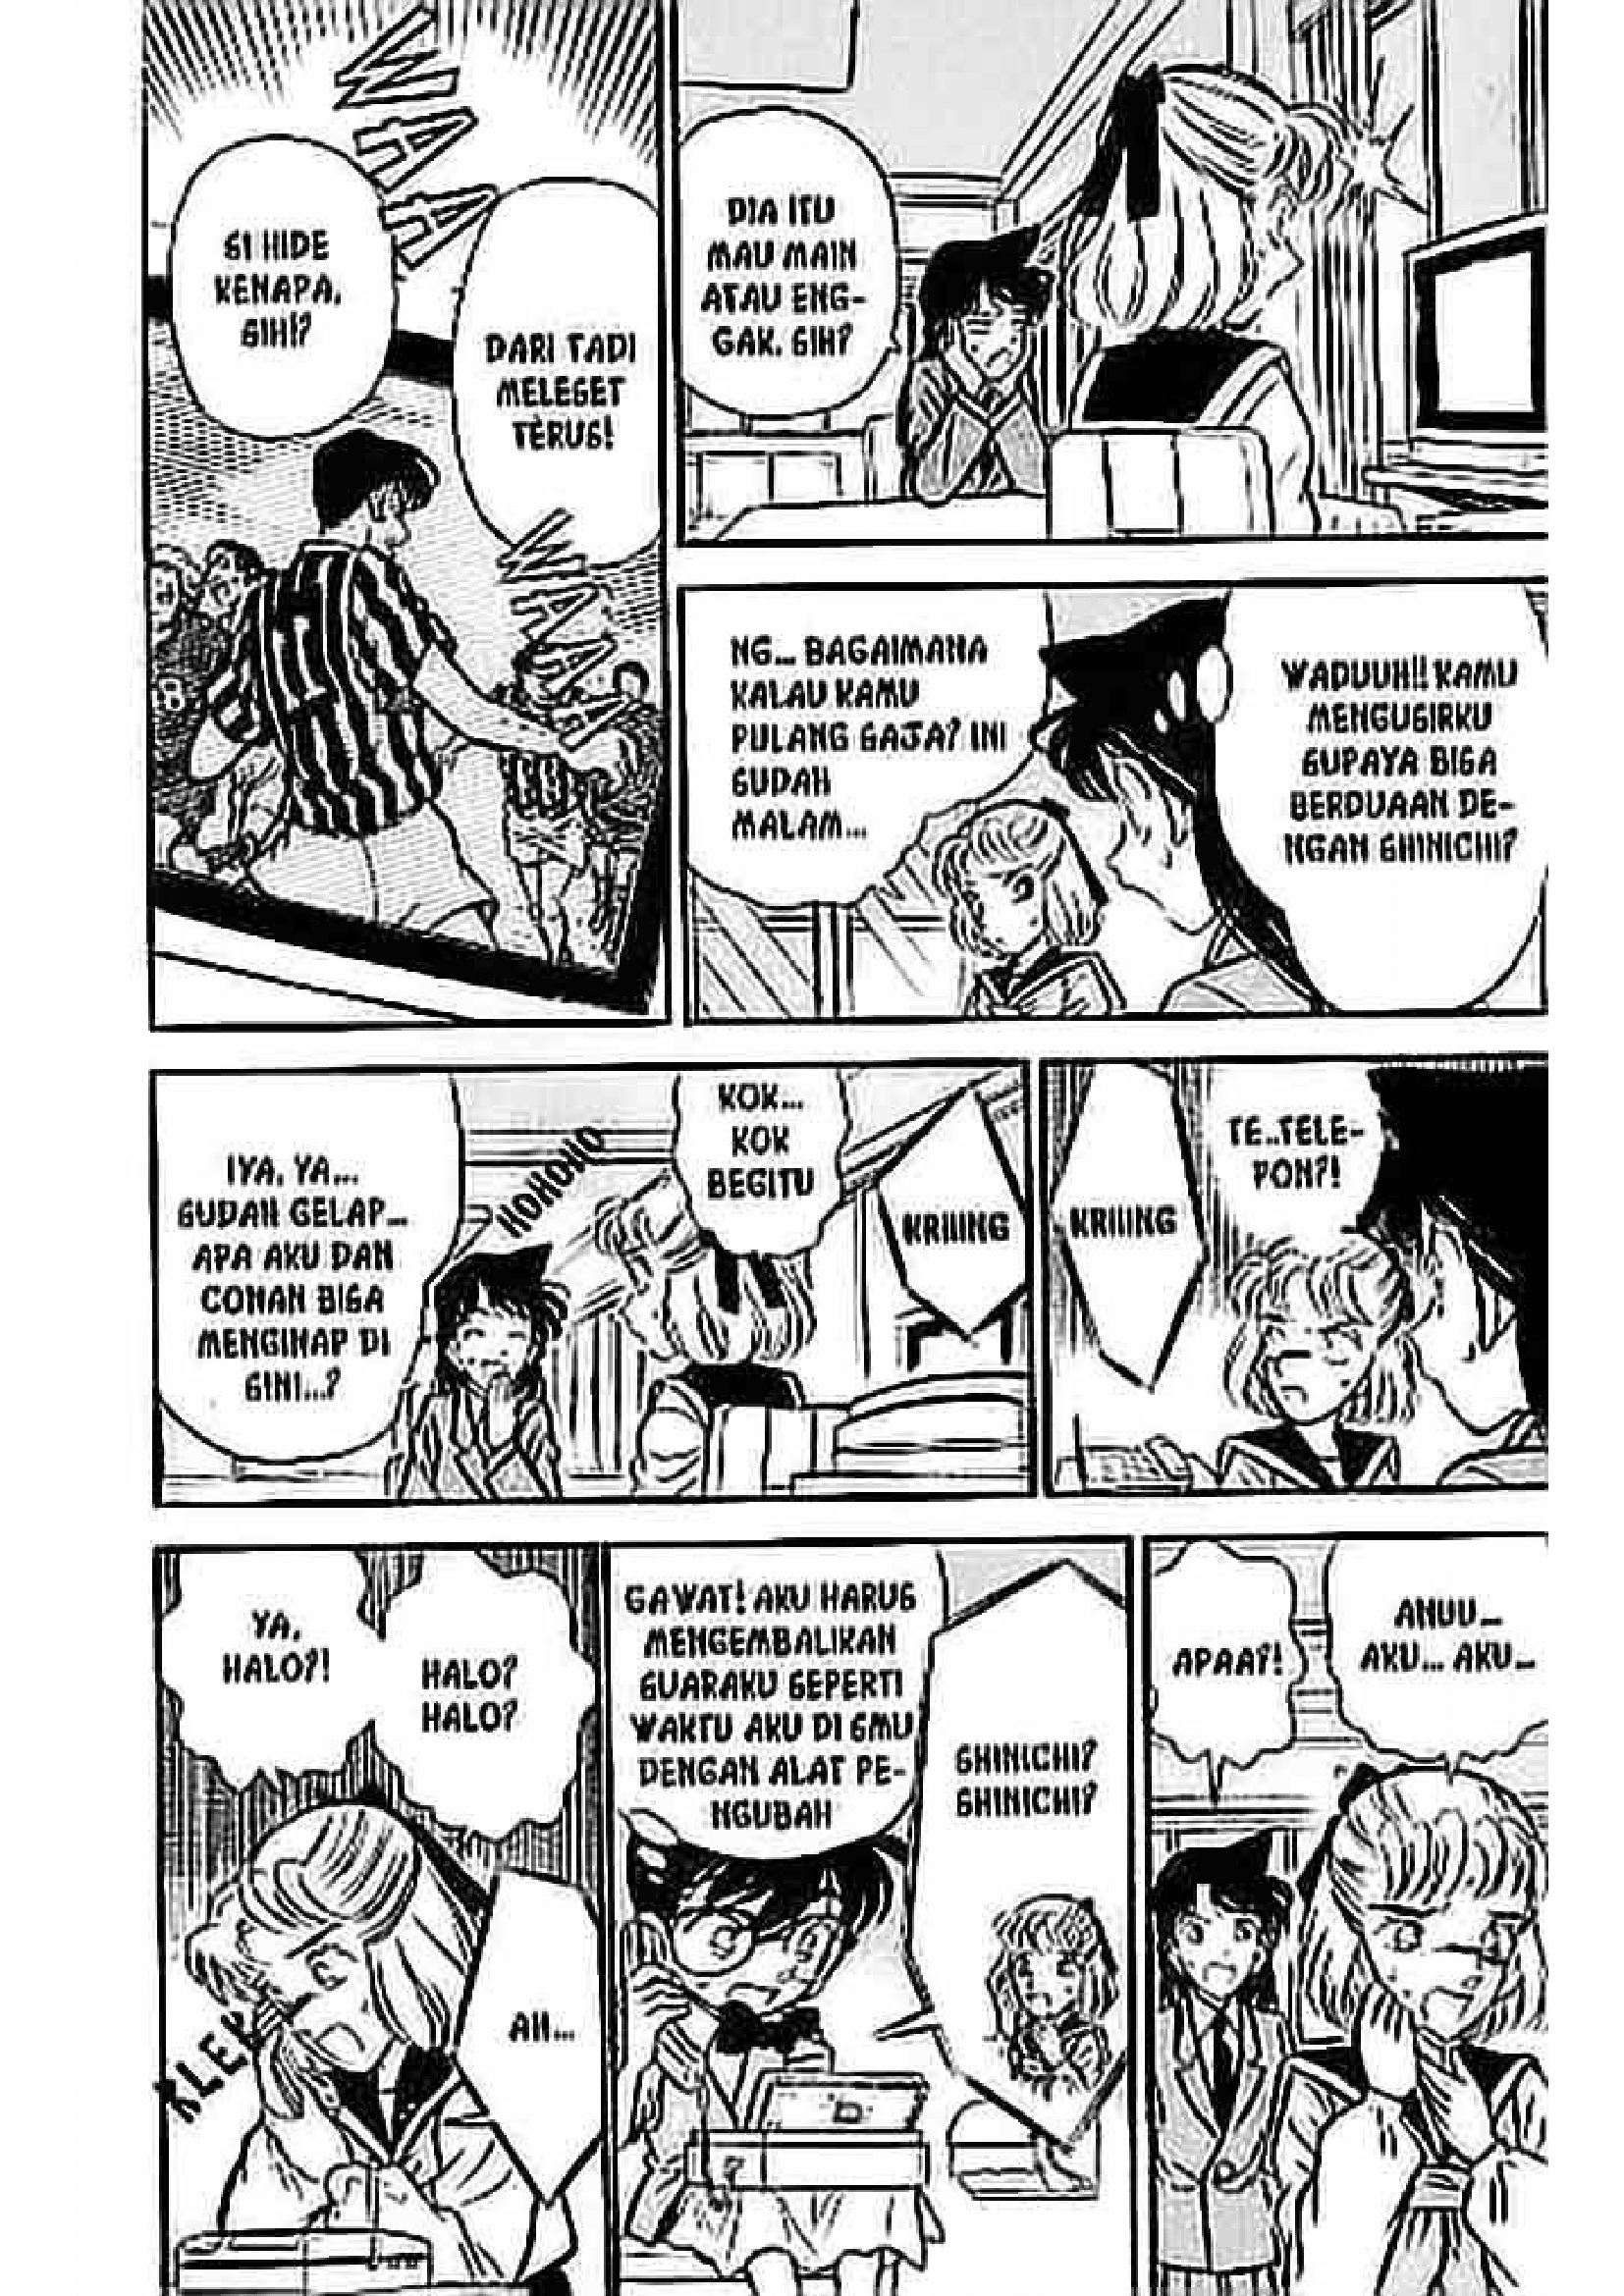 DIA ITU
MAU MAIN
ATAU ENG-
GAK, SIH?
WAAA
DARI TADI
MELESET
TERUS!
SI HIDE
KENAPA,
SIH!?
WAAA
WADUUH!! KAMU
MENGUSIRKU
SUPAYA BISA
BERDUAAN DE-
NGAN SHINICHI?
NG... BAGAIMANA
KALAU KAMU
PULANG SAJA? INI
SUDAH
MALAM...
TE..TELE-
PON?!
KRIIING
KRIIING
KOK...
KOK
BEGITU
HOHOHO
IYA, YA...
SUDAH GELAP...
APA AKU DAN
CONAN BISA
MENGINAP DI
SINI...?
ANUU...
AKU... AKU...
APAA?!
SHINICHI?
SHINICHI?
GAWAT! AKU HARUS
MENGEMBALIKAN
SUARAKU SEPERTI
WAKTU AKU DI SMU
DENGAN ALAT PE-
NGUBAH
HALO?
HALO?
YA,
HALO?!
AH...
KLEK